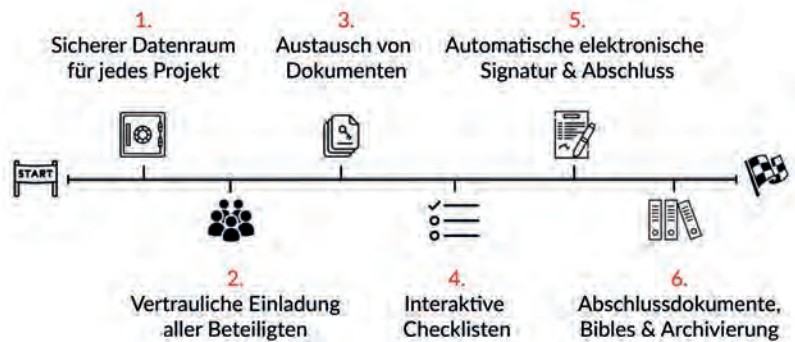 1.
Sicherer Datenraum
für jedes Projekt
3.
Austausch von
Dokumenten
5.
Automatische elektronische
Signatur & Abschluss
START
2.
Vertrauliche Einladung
aller Beteiligten
4.
Interaktive
Checklisten
6.
Abschlussdokumente,
Bibles & Archivierung